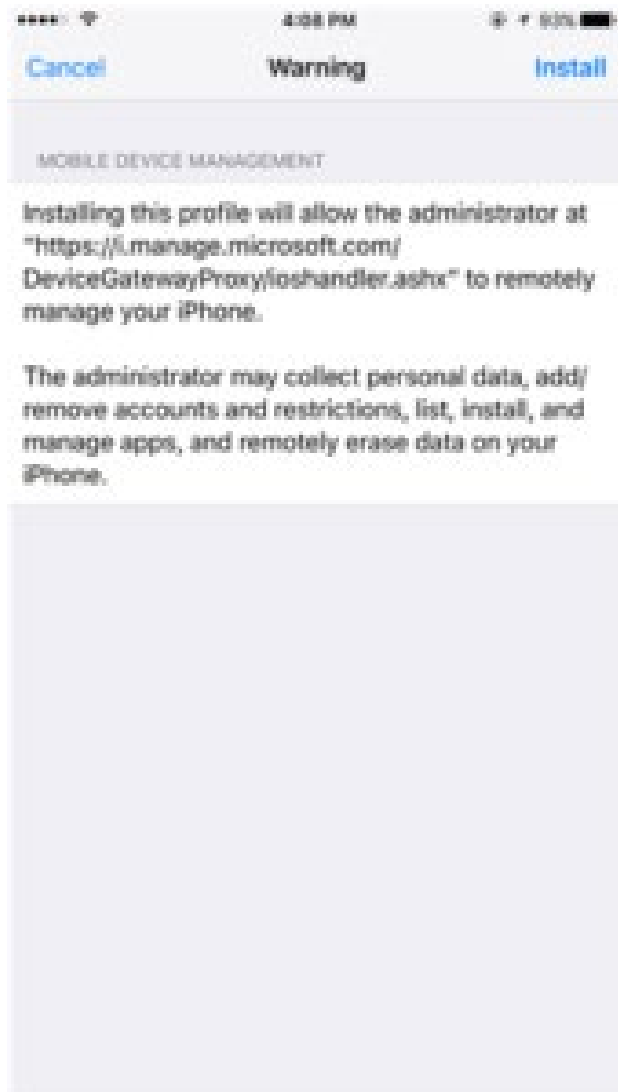 4:08 PM
93%
Cancel
Warning
Install
MOBILE DEVICE MANAGEMENT
Installing this profile will allow the administrator at
"https://i.manage.microsoft.com/
DeviceGatewayProxy/ioshandler.ashx" to remotely
manage your iPhone.
The administrator may collect personal data, add/
remove accounts and restrictions, list, install, and
manage apps, and remotely erase data on your
iPhone.